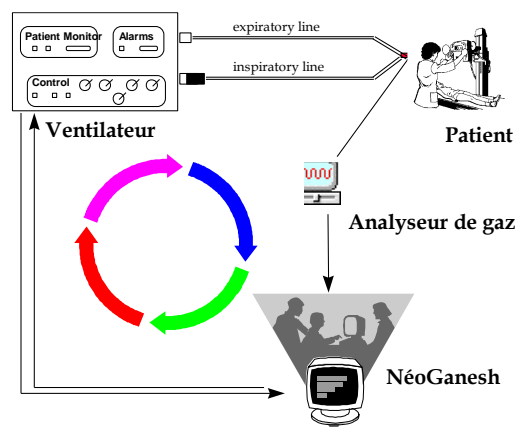 Patient Monitor
Alarms
expiratory line
inspiratory line
Control
Ventilateur
Patient
Analyseur de gaz
NéoGanesh